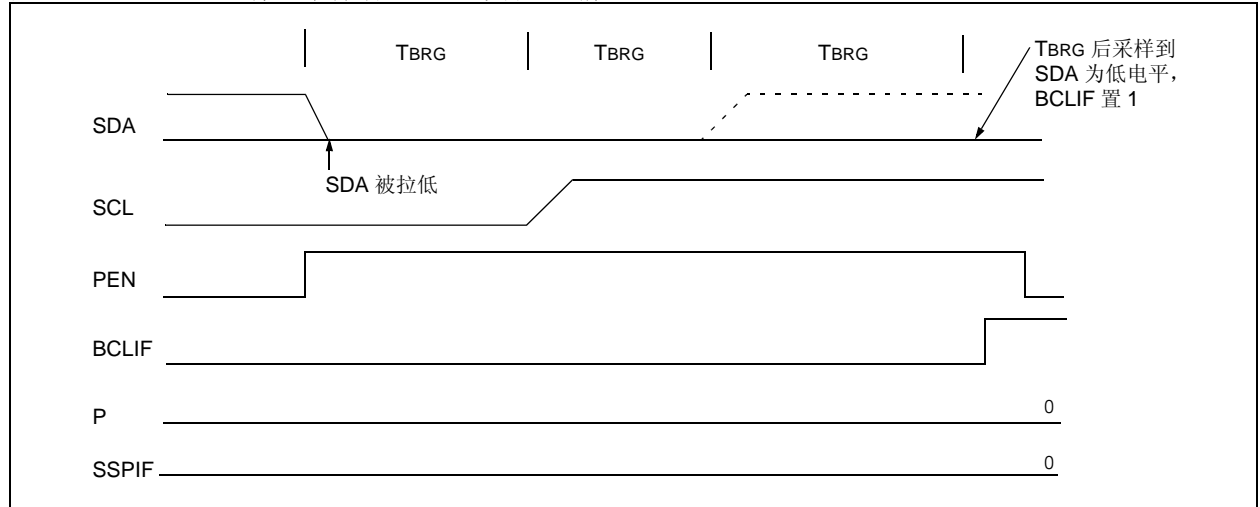 TBRG TBRG TBRG
TBRG 后采样到
SDA 为低电平，
BCLIF 置 1
SDA
SDA 被拉低
SCL
PEN
BCLIF
P 0
SSPIF 0